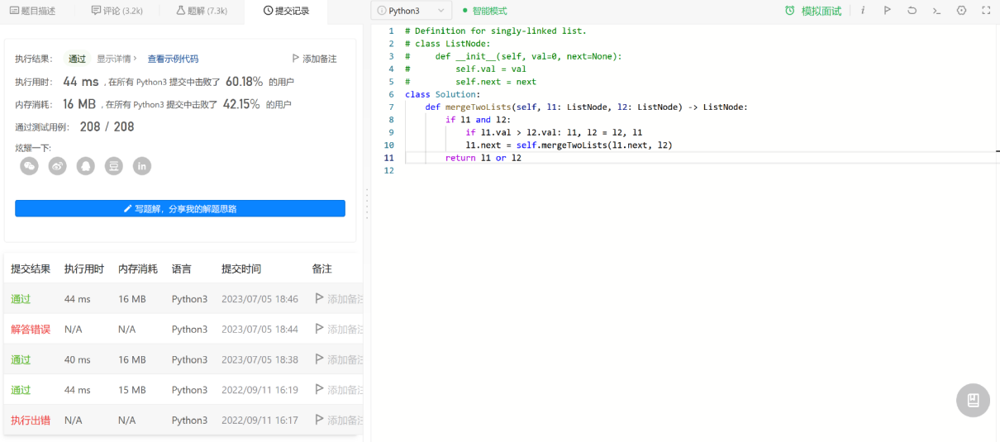 题目描述 评论 (3.2k) 题解 (7.3k) 提交记录
执行结果： 通过 显示详情 › 查看示例代码 添加备注
执行用时： 44 ms , 在所有 Python3 提交中击败了 60.18% 的用户
内存消耗： 16 MB , 在所有 Python3 提交中击败了 42.15% 的用户
通过测试用例： 208 / 208
炫耀一下:
写题解，分享我的解题思路
提交结果 执行用时 内存消耗 语言 提交时间 备注
通过 44 ms 16 MB Python3 2023/07/05 18:46 添加备注
解答错误 N/A N/A Python3 2023/07/05 18:44 添加备注
通过 40 ms 16 MB Python3 2023/07/05 18:38 添加备注
通过 44 ms 15 MB Python3 2022/09/11 16:19 添加备注
执行出错 N/A N/A Python3 2022/09/11 16:17 添加备注
Python3 智能模式 模拟面试
1 # Definition for singly-linked list.
2 # class ListNode:
3 #     def __init__(self, val=0, next=None):
4 #         self.val = val
5 #         self.next = next
6 class Solution:
7     def mergeTwoLists(self, l1: ListNode, l2: ListNode) -> ListNode:
8         if l1 and l2:
9             if l1.val > l2.val: l1, l2 = l2, l1
10             l1.next = self.mergeTwoLists(l1.next, l2)
11         return l1 or l2
12